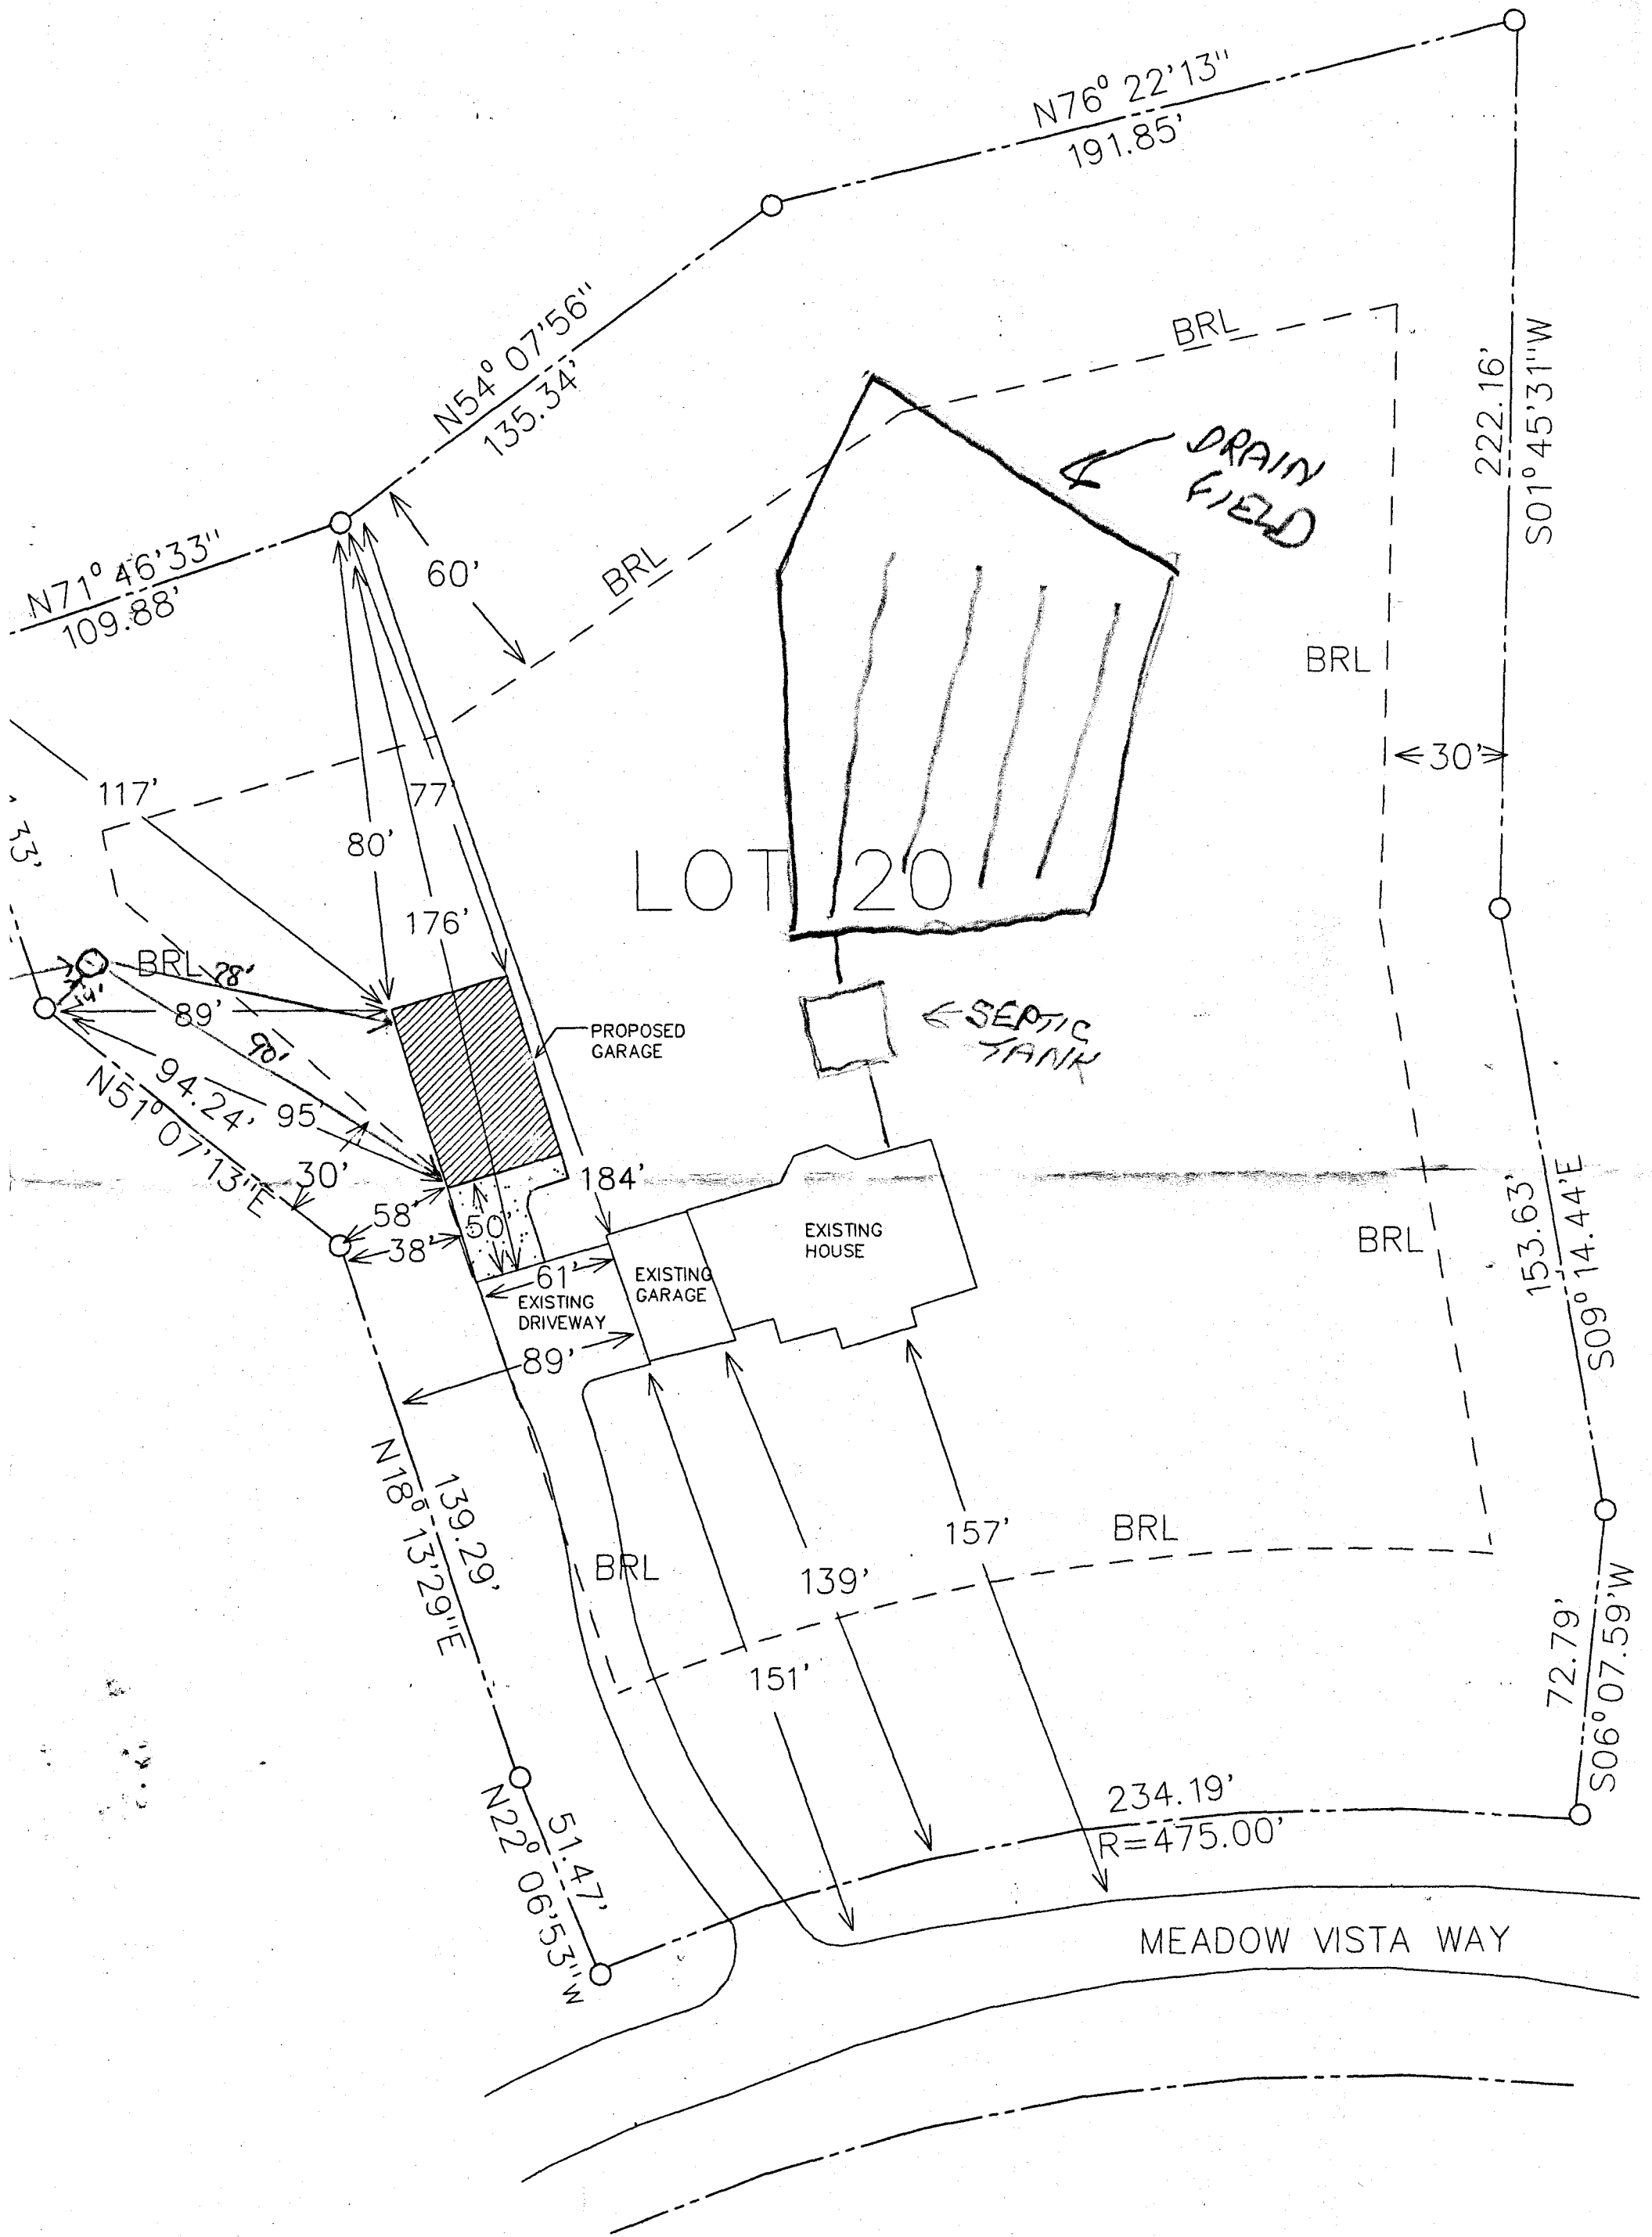 N76° 22'13"
191.85'
N54° 07'56"
135.34'
BRL
222.16'
S01° 45'31"W
DRAIN
FIELD
N71° 46'33"
109.88'
60'
BRL
BRL
30'
117'
77'
33'
80'
LOT 20
176'
BRL
78'
14'
89'
PROPOSED
GARAGE
SEPTIC
TANK
90'
94.24'
N51° 07'13"E
95'
30'
184'
58'
50'
38'
EXISTING
HOUSE
BRL
153.63'
S09° 14.44'E
61'
EXISTING
GARAGE
EXISTING
DRIVEWAY
89'
139.29'
N18° 13'29"E
157'
BRL
BRL
139'
151'
72.79'
S06° 07.59'W
51.47'
N22° 06'53"W
234.19'
R=475.00'
MEADOW VISTA WAY